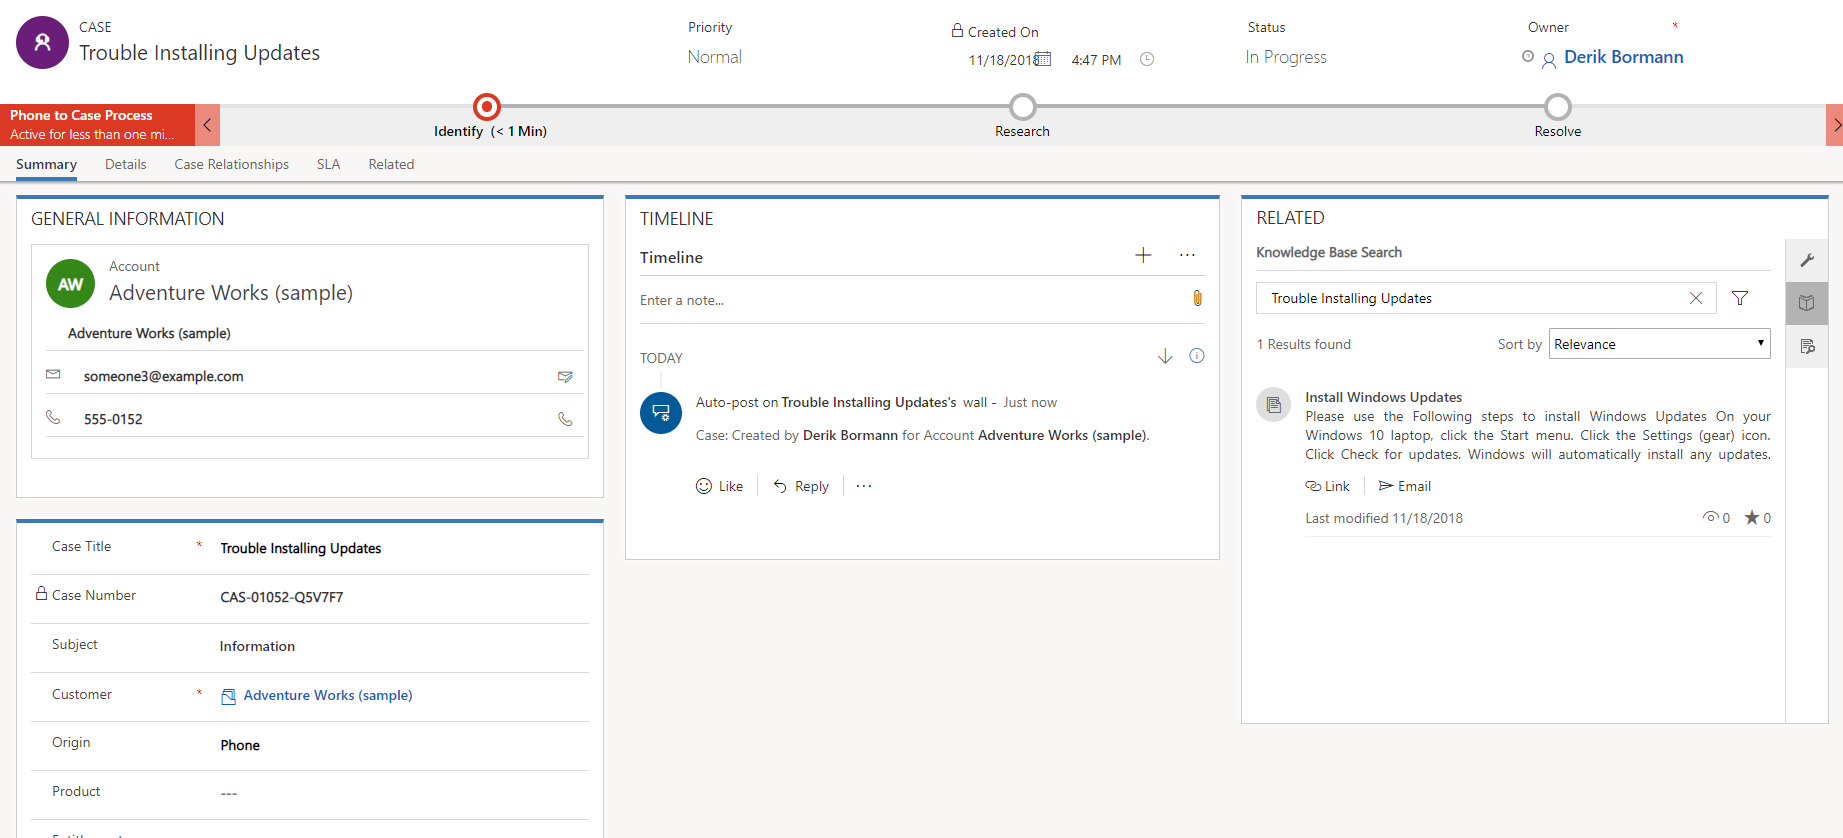 CASE
Trouble Installing Updates
Priority
Normal
Created On
11/18/2018
4:47 PM
Status
In Progress
Owner *
Derik Bormann
Phone to Case Process
Active for less than one mi...
Identify (< 1 Min)
Research
Resolve
Summary
Details
Case Relationships
SLA
Related
GENERAL INFORMATION
AW
Account
Adventure Works (sample)
Adventure Works (sample)
someone3@example.com
555-0152
Case Title * Trouble Installing Updates
Case Number CAS-01052-Q5V7F7
Subject Information
Customer * Adventure Works (sample)
Origin Phone
Product ---
TIMELINE
Timeline
Enter a note...
TODAY
Auto-post on Trouble Installing Updates's wall - Just now
Case: Created by Derik Bormann for Account Adventure Works (sample).
Like
Reply
RELATED
Knowledge Base Search
Trouble Installing Updates
1 Results found
Sort by Relevance
Install Windows Updates
Please use the Following steps to install Windows Updates On your
Windows 10 laptop, click the Start menu. Click the Settings (gear) icon.
Click Check for updates. Windows will automatically install any updates.
Link
Email
Last modified 11/18/2018
0
0